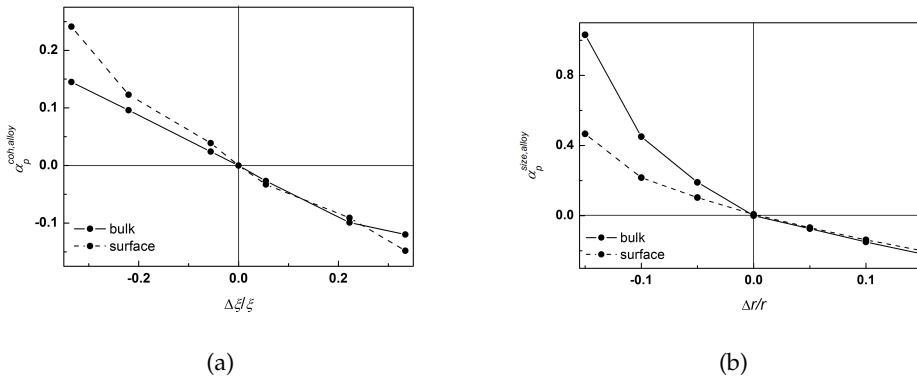 0.2
0.1
0.0
-0.1
α_p^{coh,alloy}
bulk
surface
-0.2 0.0 0.2
Δξ/ξ
(a)
0.8
0.4
0.0
α_p^{size,alloy}
bulk
surface
-0.1 0.0 0.1
Δr/r
(b)